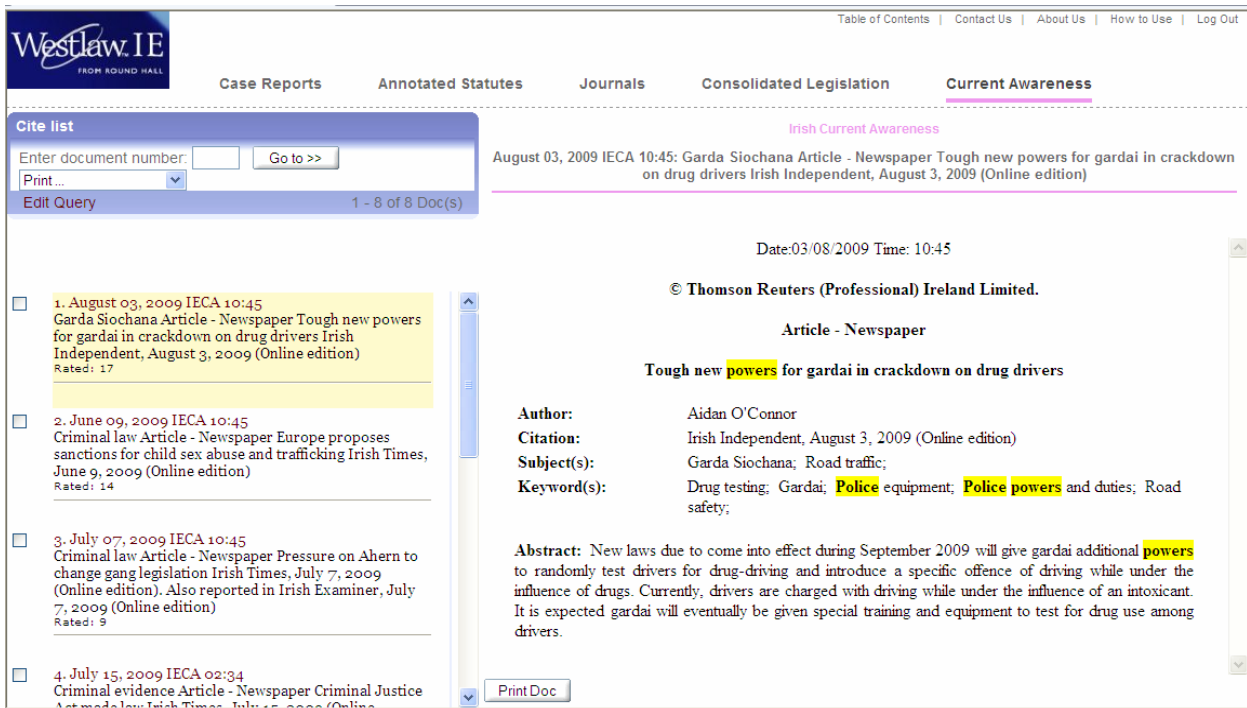 Table of Contents | Contact Us | About Us | How to Use | Log Out
Westlaw.IE
FROM ROUND HALL
Case Reports Annotated Statutes Journals Consolidated Legislation Current Awareness
Cite list
Enter document number: Go to >>
Print ...
Edit Query 1 - 8 of 8 Doc(s)
1. August 03, 2009 IECA 10:45
Garda Siochana Article - Newspaper Tough new powers
for gardai in crackdown on drug drivers Irish
Independent, August 3, 2009 (Online edition)
Rated: 17
2. June 09, 2009 IECA 10:45
Criminal law Article - Newspaper Europe proposes
sanctions for child sex abuse and trafficking Irish Times,
June 9, 2009 (Online edition)
Rated: 14
3. July 07, 2009 IECA 10:45
Criminal law Article - Newspaper Pressure on Ahern to
change gang legislation Irish Times, July 7, 2009
(Online edition). Also reported in Irish Examiner, July
7, 2009 (Online edition)
Rated: 9
4. July 15, 2009 IECA 02:34
Criminal evidence Article - Newspaper Criminal Justice
Act made law Irish Times, July 15, 2009 (Online
Irish Current Awareness
August 03, 2009 IECA 10:45: Garda Siochana Article - Newspaper Tough new powers for gardai in crackdown
on drug drivers Irish Independent, August 3, 2009 (Online edition)
Date:03/08/2009 Time: 10:45
© Thomson Reuters (Professional) Ireland Limited.
Article - Newspaper
Tough new powers for gardai in crackdown on drug drivers
Author: Aidan O'Connor
Citation: Irish Independent, August 3, 2009 (Online edition)
Subject(s): Garda Siochana; Road traffic;
Keyword(s): Drug testing; Gardai; Police equipment; Police powers and duties; Road
safety;
Abstract: New laws due to come into effect during September 2009 will give gardai additional powers
to randomly test drivers for drug-driving and introduce a specific offence of driving while under the
influence of drugs. Currently, drivers are charged with driving while under the influence of an intoxicant.
It is expected gardai will eventually be given special training and equipment to test for drug use among
drivers.
Print Doc